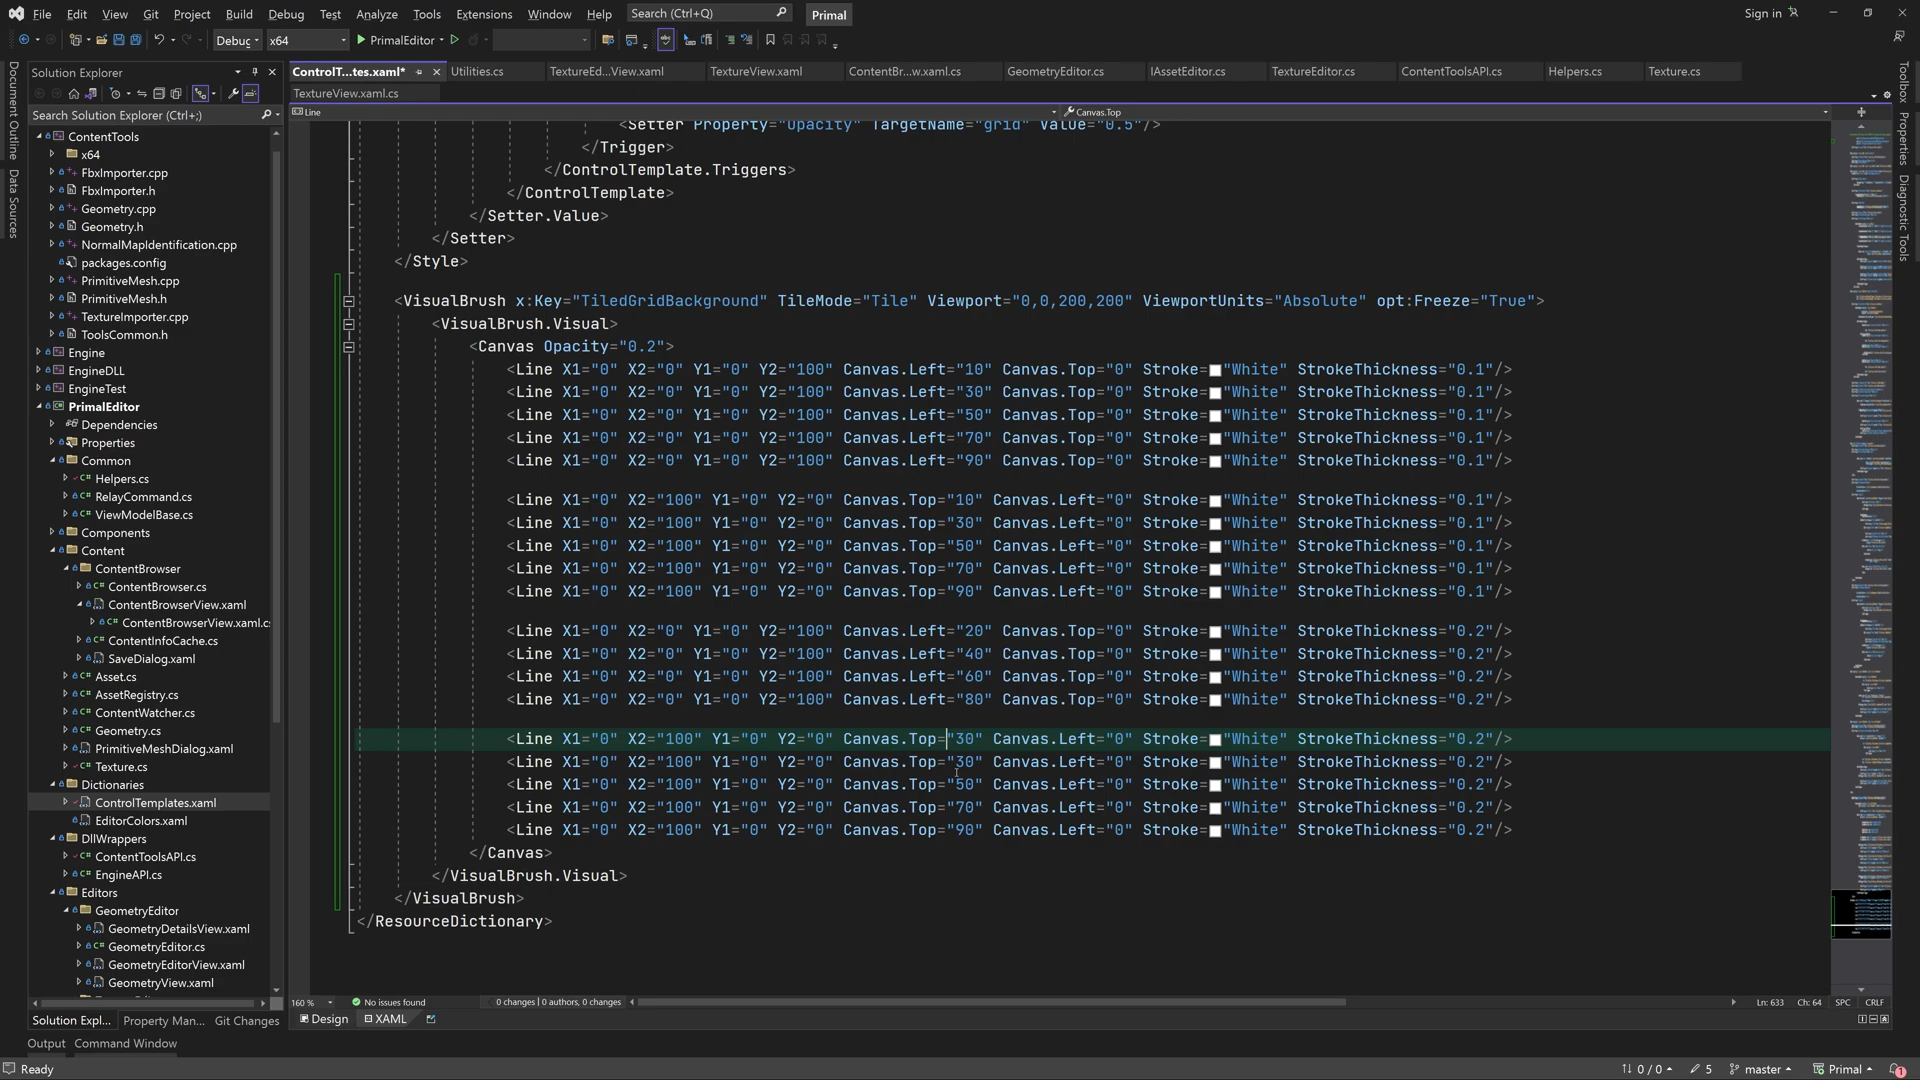 File Edit View Git Project Build Debug Test Analyze Tools Extensions Window Help Search (Ctrl+Q) Primal Sign in
Debug x64 PrimalEditor
Solution Explorer
Search Solution Explorer (Ctrl+;)
ContentTools
x64
FbxImporter.cpp
FbxImporter.h
Geometry.cpp
Geometry.h
NormalMapIdentification.cpp
packages.config
PrimitiveMesh.cpp
PrimitiveMesh.h
TextureImporter.cpp
ToolsCommon.h
Engine
EngineDLL
EngineTest
PrimalEditor
Dependencies
Properties
Common
Helpers.cs
RelayCommand.cs
ViewModelBase.cs
Components
Content
ContentBrowser
ContentBrowser.cs
ContentBrowserView.xaml
ContentBrowserView.xaml.cs
ContentInfoCache.cs
SaveDialog.xaml
Asset.cs
AssetRegistry.cs
ContentWatcher.cs
Geometry.cs
PrimitiveMeshDialog.xaml
Texture.cs
Dictionaries
ControlTemplates.xaml
EditorColors.xaml
DllWrappers
ContentToolsAPI.cs
EngineAPI.cs
Editors
GeometryEditor
GeometryDetailsView.xaml
GeometryEditor.cs
GeometryEditorView.xaml
GeometryView.xaml
Solution Expl... Property Man... Git Changes
Document Outline
Data Sources
ControlT...tes.xaml* Utilities.cs TextureEd...View.xaml TextureView.xaml ContentBr...w.xaml.cs GeometryEditor.cs IAssetEditor.cs TextureEditor.cs ContentToolsAPI.cs Helpers.cs Texture.cs
TextureView.xaml.cs
Line Canvas.Top
<Setter Property="Opacity" TargetName="grid" Value="0.5"/>
</Trigger>
</ControlTemplate.Triggers>
</ControlTemplate>
</Setter.Value>
</Setter>
</Style>
<VisualBrush x:Key="TiledGridBackground" TileMode="Tile" Viewport="0,0,200,200" ViewportUnits="Absolute" opt:Freeze="True">
<VisualBrush.Visual>
<Canvas Opacity="0.2">
<Line X1="0" X2="0" Y1="0" Y2="100" Canvas.Left="10" Canvas.Top="0" Stroke="White" StrokeThickness="0.1"/>
<Line X1="0" X2="0" Y1="0" Y2="100" Canvas.Left="30" Canvas.Top="0" Stroke="White" StrokeThickness="0.1"/>
<Line X1="0" X2="0" Y1="0" Y2="100" Canvas.Left="50" Canvas.Top="0" Stroke="White" StrokeThickness="0.1"/>
<Line X1="0" X2="0" Y1="0" Y2="100" Canvas.Left="70" Canvas.Top="0" Stroke="White" StrokeThickness="0.1"/>
<Line X1="0" X2="0" Y1="0" Y2="100" Canvas.Left="90" Canvas.Top="0" Stroke="White" StrokeThickness="0.1"/>
<Line X1="0" X2="100" Y1="0" Y2="0" Canvas.Top="10" Canvas.Left="0" Stroke="White" StrokeThickness="0.1"/>
<Line X1="0" X2="100" Y1="0" Y2="0" Canvas.Top="30" Canvas.Left="0" Stroke="White" StrokeThickness="0.1"/>
<Line X1="0" X2="100" Y1="0" Y2="0" Canvas.Top="50" Canvas.Left="0" Stroke="White" StrokeThickness="0.1"/>
<Line X1="0" X2="100" Y1="0" Y2="0" Canvas.Top="70" Canvas.Left="0" Stroke="White" StrokeThickness="0.1"/>
<Line X1="0" X2="100" Y1="0" Y2="0" Canvas.Top="90" Canvas.Left="0" Stroke="White" StrokeThickness="0.1"/>
<Line X1="0" X2="0" Y1="0" Y2="100" Canvas.Left="20" Canvas.Top="0" Stroke="White" StrokeThickness="0.2"/>
<Line X1="0" X2="0" Y1="0" Y2="100" Canvas.Left="40" Canvas.Top="0" Stroke="White" StrokeThickness="0.2"/>
<Line X1="0" X2="0" Y1="0" Y2="100" Canvas.Left="60" Canvas.Top="0" Stroke="White" StrokeThickness="0.2"/>
<Line X1="0" X2="0" Y1="0" Y2="100" Canvas.Left="80" Canvas.Top="0" Stroke="White" StrokeThickness="0.2"/>
<Line X1="0" X2="100" Y1="0" Y2="0" Canvas.Top="30" Canvas.Left="0" Stroke="White" StrokeThickness="0.2"/>
<Line X1="0" X2="100" Y1="0" Y2="0" Canvas.Top="30" Canvas.Left="0" Stroke="White" StrokeThickness="0.2"/>
<Line X1="0" X2="100" Y1="0" Y2="0" Canvas.Top="50" Canvas.Left="0" Stroke="White" StrokeThickness="0.2"/>
<Line X1="0" X2="100" Y1="0" Y2="0" Canvas.Top="70" Canvas.Left="0" Stroke="White" StrokeThickness="0.2"/>
<Line X1="0" X2="100" Y1="0" Y2="0" Canvas.Top="90" Canvas.Left="0" Stroke="White" StrokeThickness="0.2"/>
</Canvas>
</VisualBrush.Visual>
</VisualBrush>
</ResourceDictionary>
160 % No issues found 0 changes | 0 authors, 0 changes Ln: 633 Ch: 64 SPC CRLF
Design XAML
Toolbox
Properties
Diagnostic Tools
Output Command Window
Ready 0 / 0 5 master Primal 1